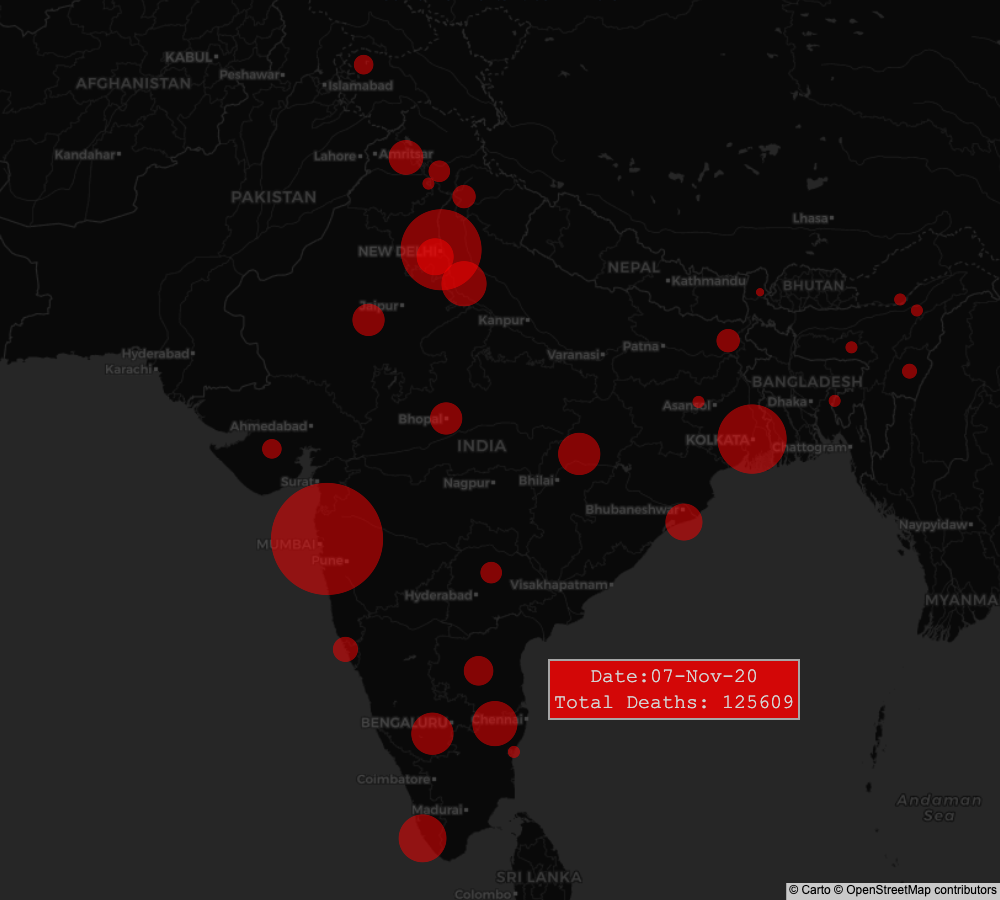 KABUL
Peshawar
AFGHANISTAN
Islamabad
Kandahar
Lahore
Amritsar
PAKISTAN
Lhasa
NEW DELHI
NEPAL
Kathmandu
BHUTAN
Jaipur
Kanpur
Hyderabad
Varanasi
Patna
Karachi
BANGLADESH
Asansol
Dhaka
Ahmedabad
Bhopal
INDIA
KOLKATA
Chattogram
Surat
Nagpur
Bhilai
Bhubaneshwar
Naypyidaw
MUMBAI
Pune
Hyderabad
Visakhapatnam
MYANMA
Date:07-Nov-20
Total Deaths: 125609
BENGALURU
Chennai
Coimbatore
Madurai
Andaman
Sea
SRI LANKA
Colombo
© Carto © OpenStreetMap contributors